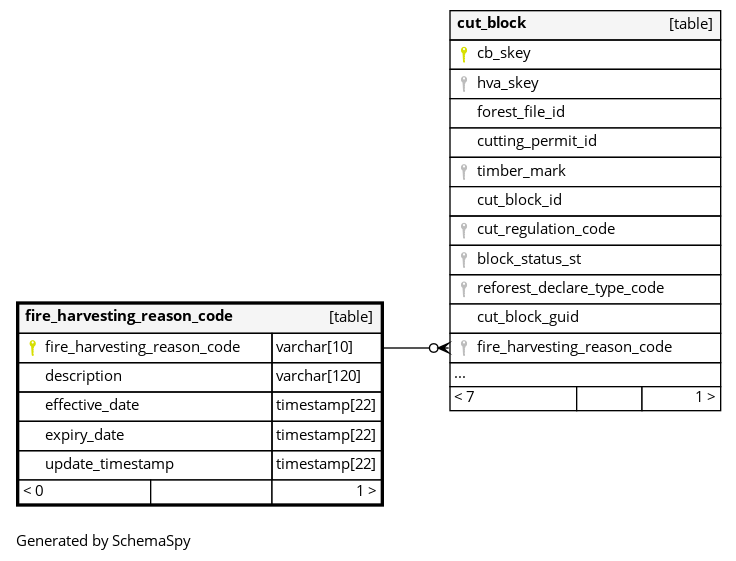 cut_block [table]
cb_skey
hva_skey
forest_file_id
cutting_permit_id
timber_mark
cut_block_id
cut_regulation_code
block_status_st
reforest_declare_type_code
cut_block_guid
fire_harvesting_reason_code
...
< 7 1 >
fire_harvesting_reason_code [table]
fire_harvesting_reason_code varchar[10]
description varchar[120]
effective_date timestamp[22]
expiry_date timestamp[22]
update_timestamp timestamp[22]
< 0 1 >
Generated by SchemaSpy